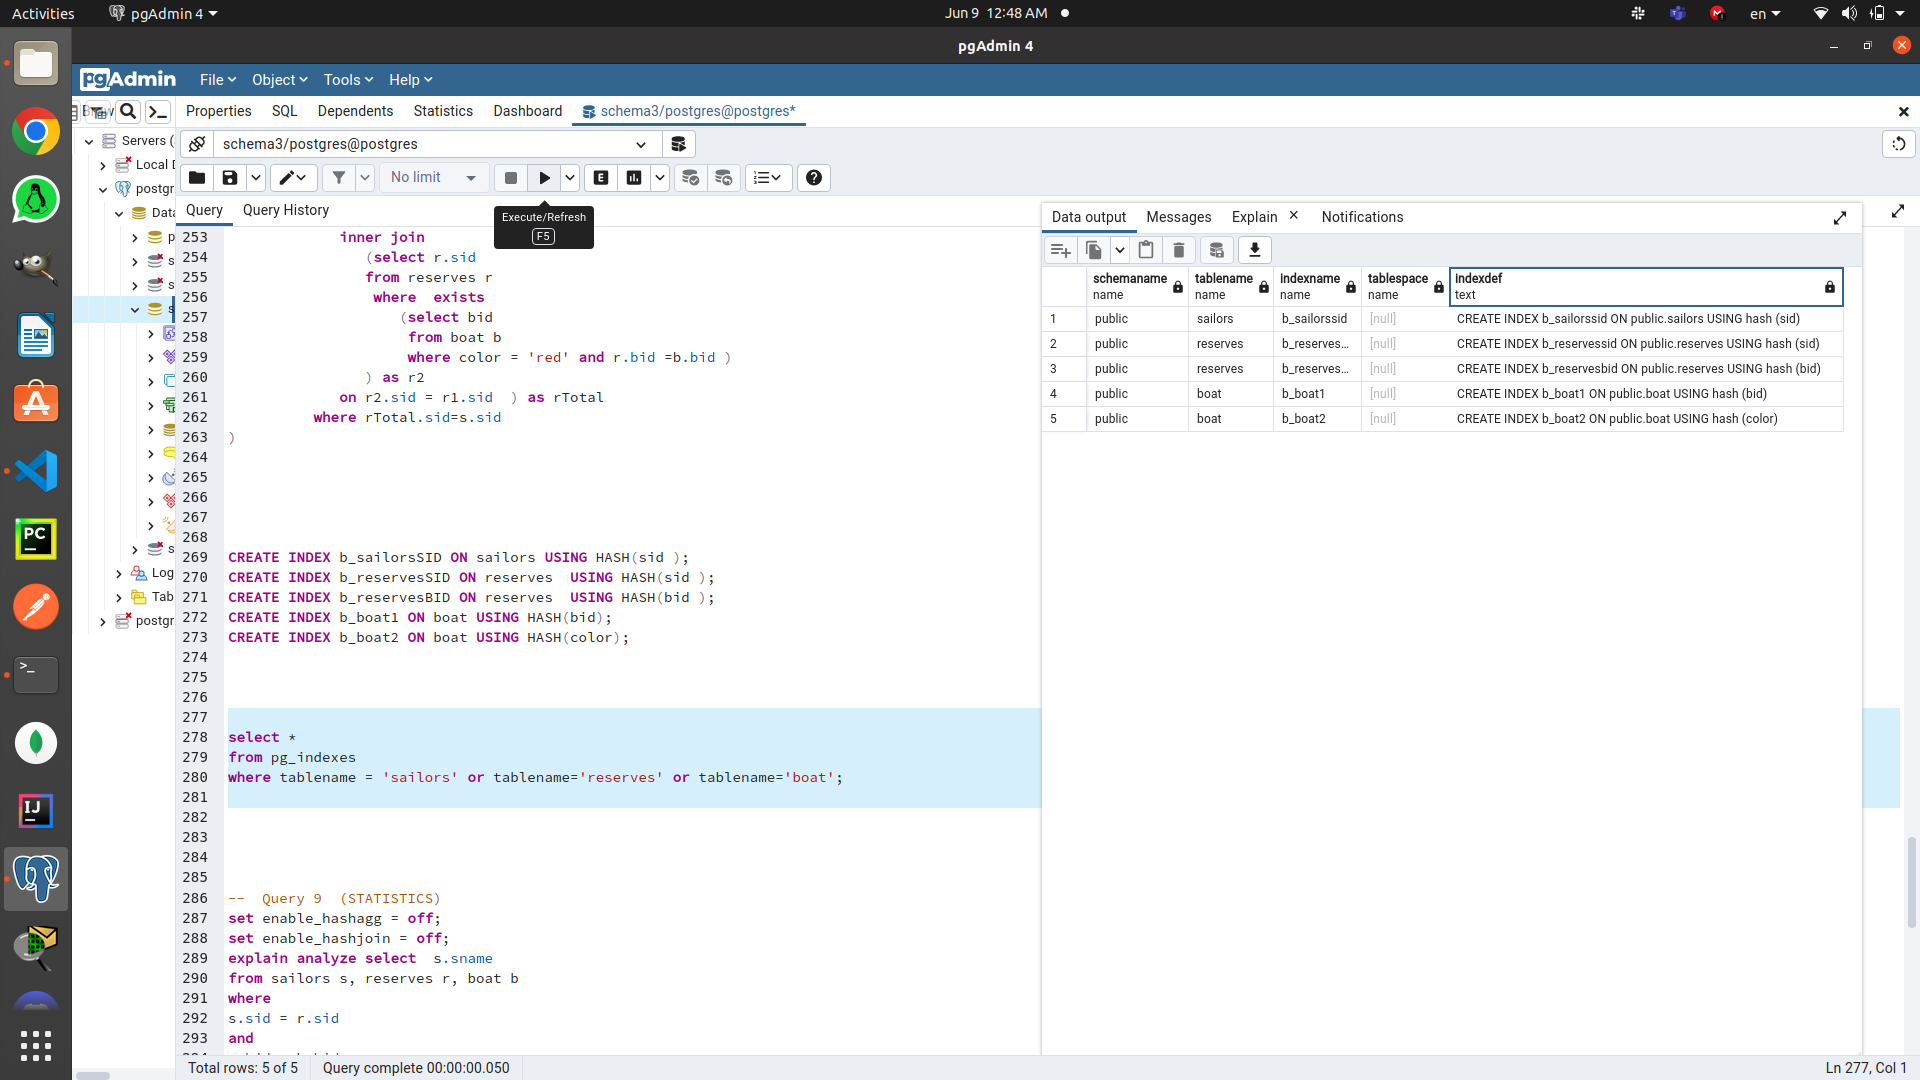 Activities
pgAdmin 4
Jun 9 12:48 AM
en
pgAdmin 4
pgAdmin
File
Object
Tools
Help
Properties
SQL
Dependents
Statistics
Dashboard
schema3/postgres@postgres*
Servers (
schema3/postgres@postgres
Local D
postgr
No limit
Data
Query
Query History
Execute/Refresh
F5
Data output
Messages
Explain
Notifications
p
s
s
s
s
Log
Tab
postgr
253 inner join
254 (select r.sid
255 from reserves r
256 where  exists
257 (select bid
258 from boat b
259 where color = 'red' and r.bid =b.bid )
260 ) as r2
261 on r2.sid = r1.sid  ) as rTotal
262 where rTotal.sid=s.sid
263 )
264
265
266
267
268
269 CREATE INDEX b_sailorsSID ON sailors USING HASH(sid );
270 CREATE INDEX b_reservesSID ON reserves  USING HASH(sid );
271 CREATE INDEX b_reservesBID ON reserves  USING HASH(bid );
272 CREATE INDEX b_boat1 ON boat USING HASH(bid);
273 CREATE INDEX b_boat2 ON boat USING HASH(color);
274
275
276
277
278 select *
279 from pg_indexes
280 where tablename = 'sailors' or tablename='reserves' or tablename='boat';
281
282
283
284
285
286 --  Query 9  (STATISTICS)
287 set enable_hashagg = off;
288 set enable_hashjoin = off;
289 explain analyze select  s.sname
290 from sailors s, reserves r, boat b
291 where
292 s.sid = r.sid
293 and
schemaname name
tablename name
indexname name
tablespace name
indexdef text
1 public sailors b_sailorssid [null] CREATE INDEX b_sailorssid ON public.sailors USING hash (sid)
2 public reserves b_reserves... [null] CREATE INDEX b_reservessid ON public.reserves USING hash (sid)
3 public reserves b_reserves... [null] CREATE INDEX b_reservesbid ON public.reserves USING hash (bid)
4 public boat b_boat1 [null] CREATE INDEX b_boat1 ON public.boat USING hash (bid)
5 public boat b_boat2 [null] CREATE INDEX b_boat2 ON public.boat USING hash (color)
PC
IJ
Total rows: 5 of 5
Query complete 00:00:00.050
Ln 277, Col 1